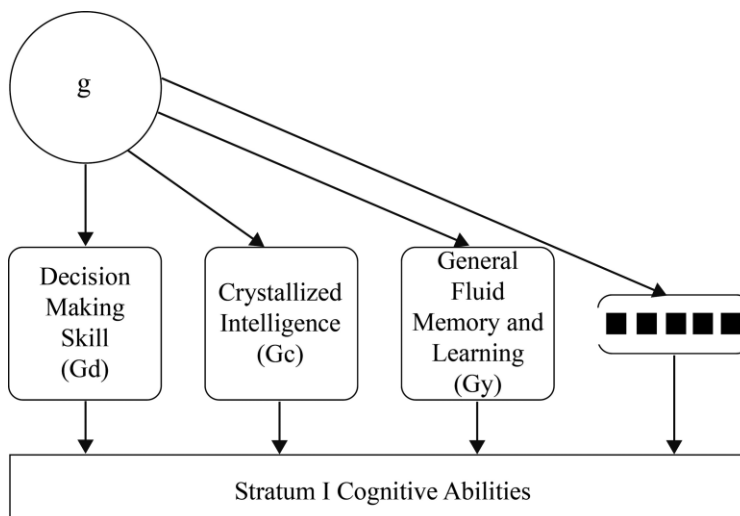 g
Decision
Making
Skill
(Gd)
Crystallized
Intelligence
(Gc)
General
Fluid
Memory and
Learning
(Gy)
Stratum I Cognitive Abilities